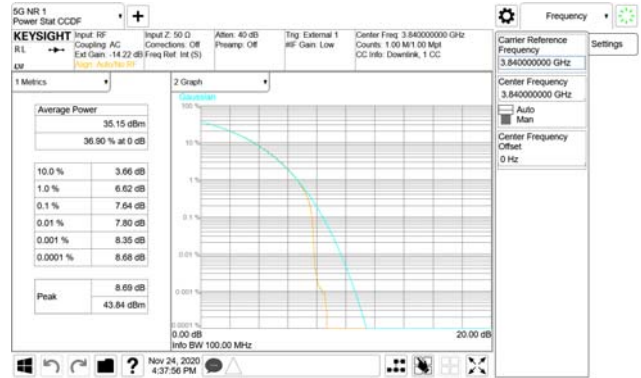 5G NR 1
Power Stat CCDF
Frequency
KEYSIGHT
RL
Input: RF
Coupling: AC
Ext Gain: -14.22 dB
Align: Auto/No RF
Input Z: 50 Ω
Corrections: Off
Freq Ref: Int (S)
Atten: 40 dB
Preamp: Off
Trig: External 1
#IF Gain: Low
Center Freq: 3.840000000 GHz
Counts: 1.00 M/1.00 Mpt
CC Info: Downlink, 1 CC
Carrier Reference
Frequency
3.840000000 GHz
Settings
Center Frequency
3.840000000 GHz
Auto
Man
Center Frequency
Offset
0 Hz
1 Metrics
Average Power
35.15 dBm
36.90 % at 0 dB
10.0 % 3.66 dB
1.0 % 6.62 dB
0.1 % 7.64 dB
0.01 % 7.80 dB
0.001 % 8.35 dB
0.0001 % 8.68 dB
Peak
8.69 dB
43.84 dBm
2 Graph
Gaussian
100 %
10 %
1 %
0.1 %
0.01 %
0.001 %
0.0001 %
0.00 dB
20.00 dB
Info BW 100.00 MHz
Nov 24, 2020
4:37:56 PM